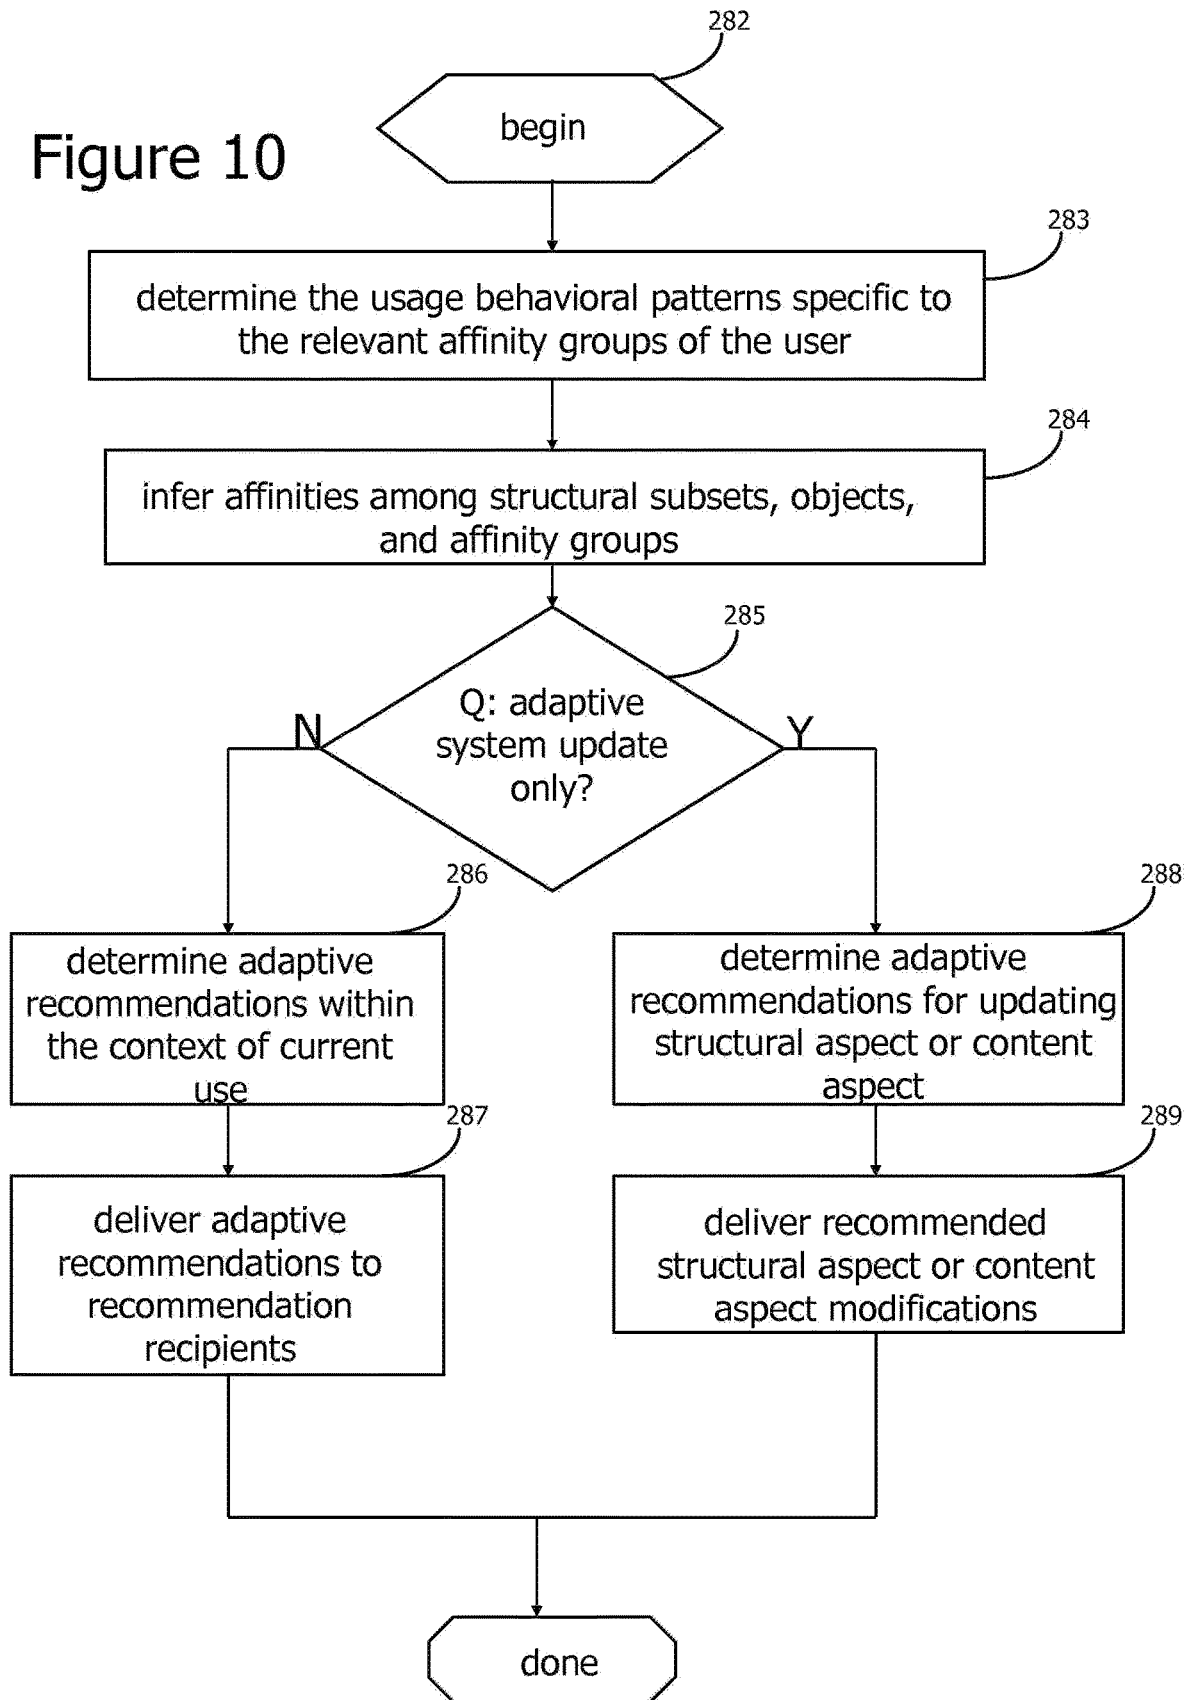 282
begin
Figure 10
283
determine the usage behavioral patterns specific to
the relevant affinity groups of the user
284
infer affinities among structural subsets, objects,
and affinity groups
285
Q: adaptive
system update
only?
N
Y
286
determine adaptive
recommendations within
the context of current
use
288
determine adaptive
recommendations for updating
structural aspect or content
aspect
287
deliver adaptive
recommendations to
recommendation
recipients
289
deliver recommended
structural aspect or content
aspect modifications
done